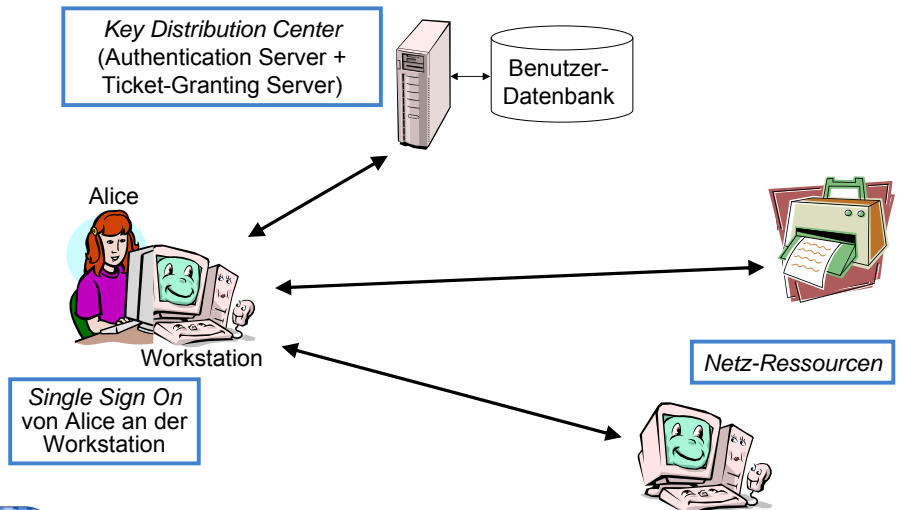 Key Distribution Center
(Authentication Server +
Ticket-Granting Server)
Benutzer-
Datenbank
Alice
Workstation
Netz-Ressourcen
Single Sign On
von Alice an der
Workstation